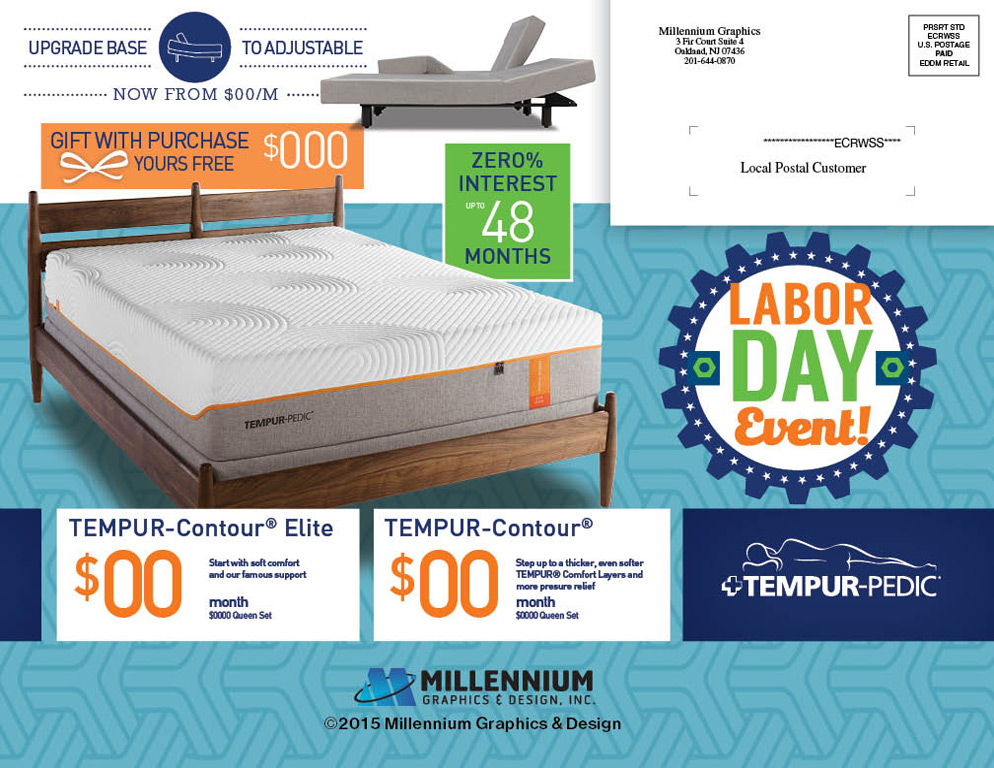 UPGRADE BASE TO ADJUSTABLE
NOW FROM $00/M
GIFT WITH PURCHASE
YOURS FREE
$000
ZERO%
INTEREST
UP TO
48
MONTHS
Millennium Graphics
3 Fir Court Suite 4
Oakland, NJ 07436
201-644-0870
PRSRT STD
ECRWSS
U.S. POSTAGE
PAID
EDDM RETAIL
******************ECRWSS****
Local Postal Customer
LABOR
DAY
Event!
TEMPUR-PEDIC®
TEMPUR-Contour® Elite
$00
Start with soft comfort
and our famous support
month
$0000 Queen Set
TEMPUR-Contour®
$00
Step up to a thicker, even softer
TEMPUR® Comfort Layers and
more presure relief
month
$0000 Queen Set
TEMPUR-PEDIC®
MILLENNIUM
GRAPHICS & DESIGN, INC.
©2015 Millennium Graphics & Design